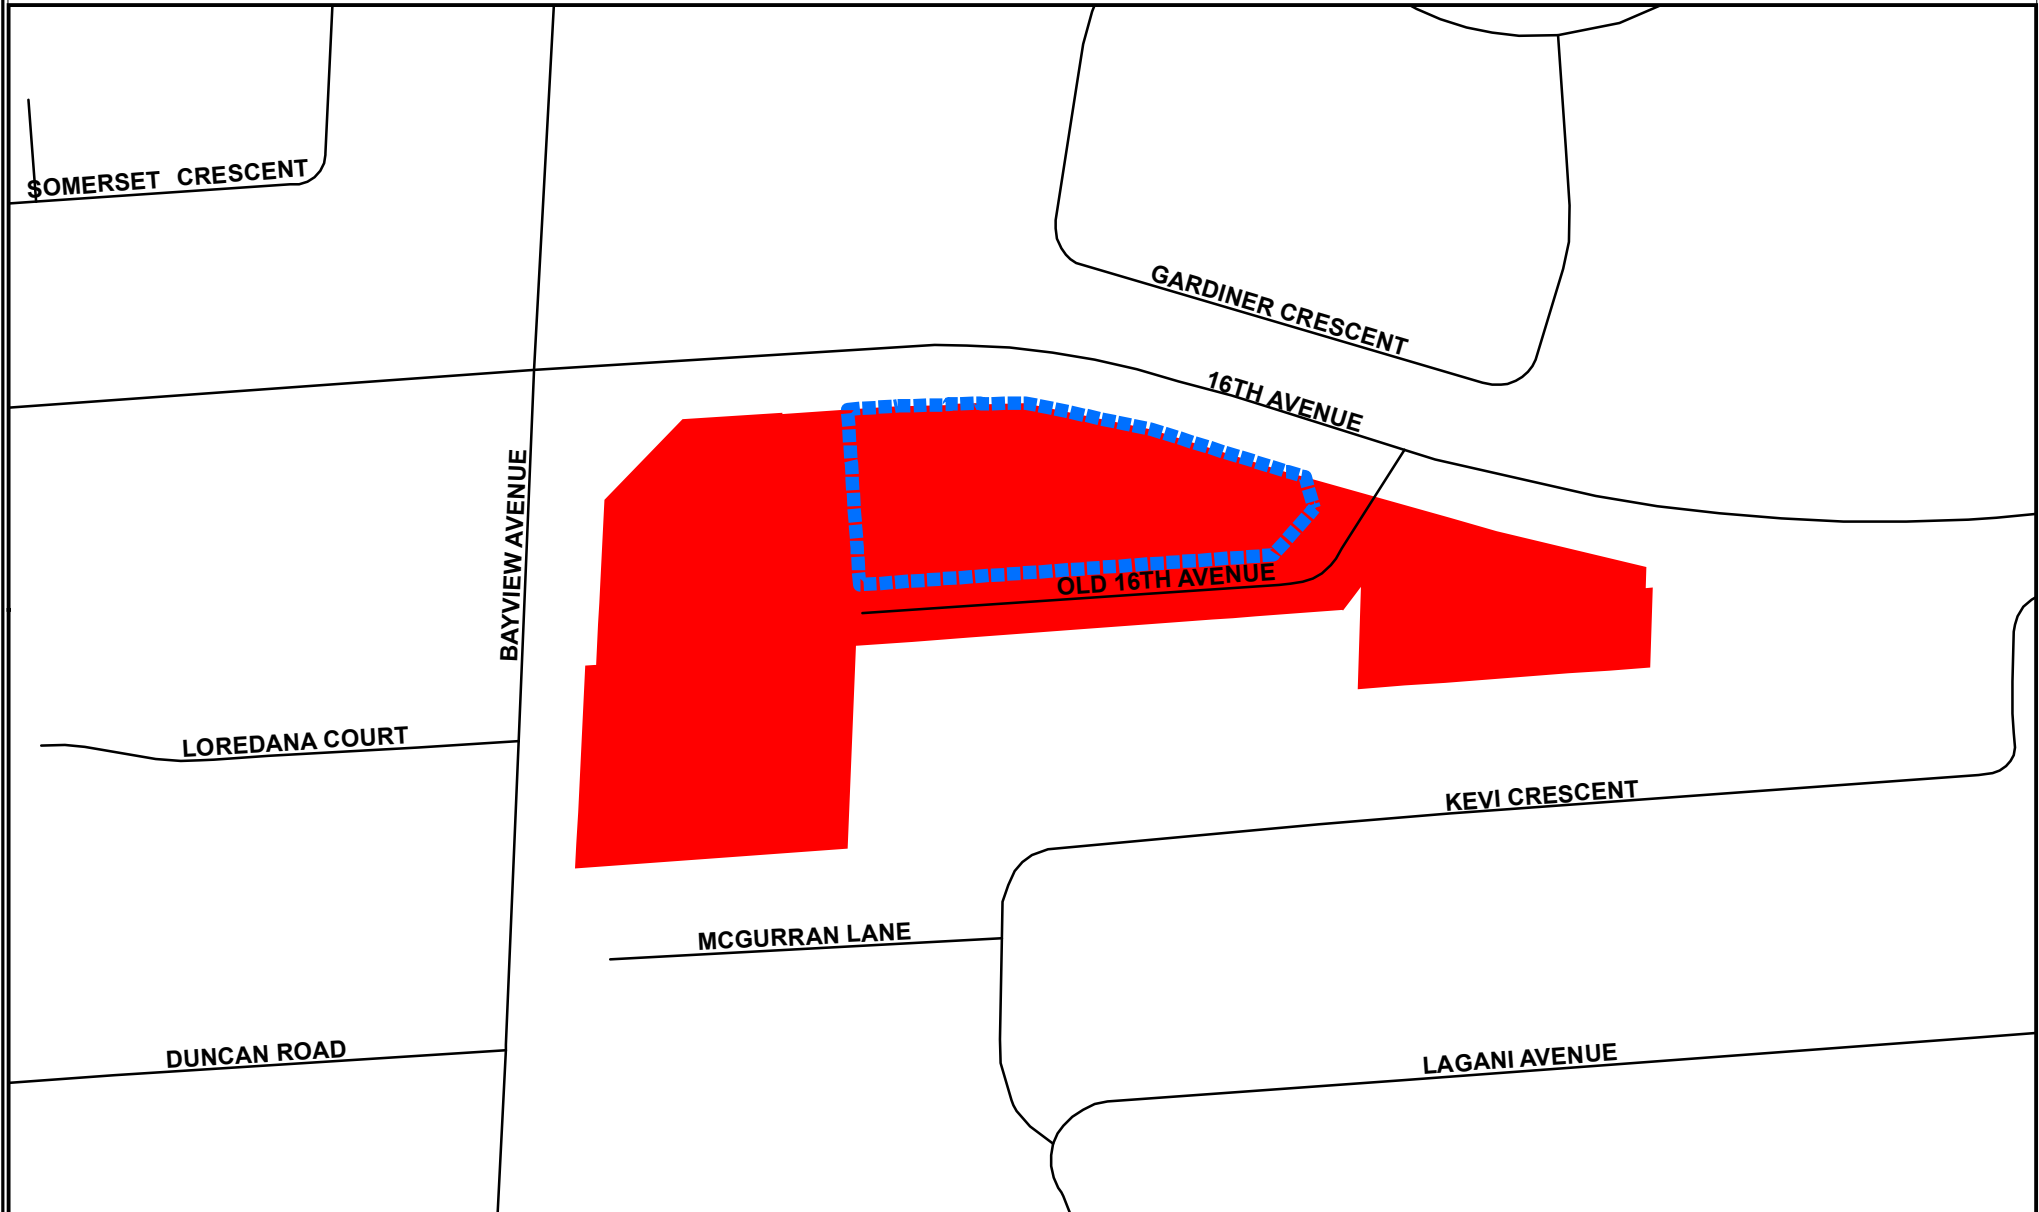 SOMERSET CRESCENT
GARDINER CRESCENT
16TH AVENUE
BAYVIEW AVENUE
OLD 16TH AVENUE
LOREDANA COURT
KEVI CRESCENT
MCGURRAN LANE
DUNCAN ROAD
LAGANI AVENUE